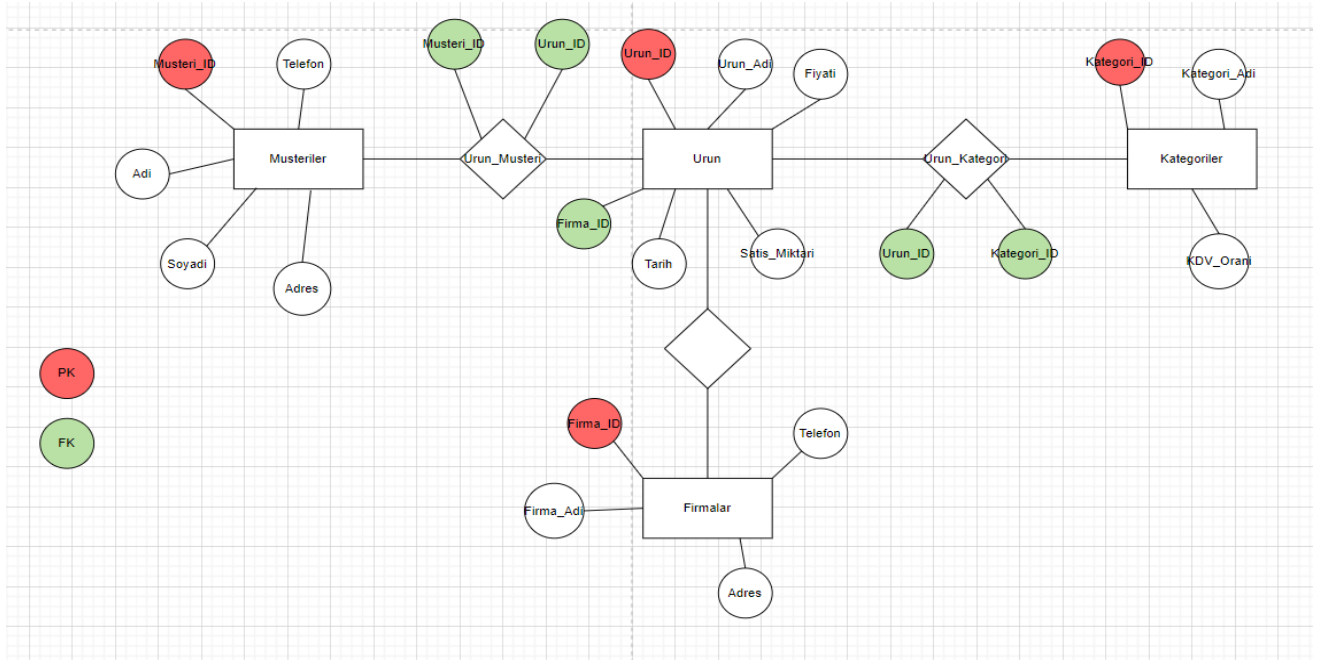 Musteri_ID
Telefon
Musteri_ID
Urun_ID
Urun_ID
Urun_Adi
Fiyati
Kategori_ID
Kategori_Adi
Adi
Musteriler
Urun_Musteri
Urun
Urun_Kategori
Kategoriler
Soyadi
Adres
Firma_ID
Tarih
Satis_Miktari
Urun_ID
Kategori_ID
KDV_Orani
PK
FK
Firma_ID
Telefon
Firma_Adi
Firmalar
Adres